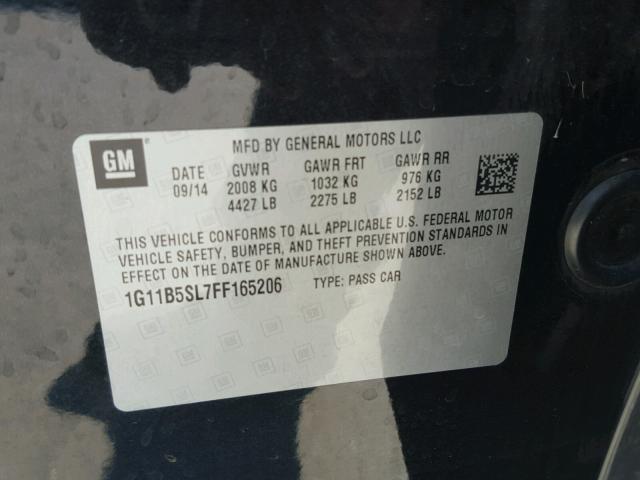 GM
MFD BY GENERAL MOTORS LLC
DATE GVWR GAWR FRT GAWR RR
09/14 2008 KG 1032 KG 976 KG
4427 LB 2275 LB 2152 LB
THIS VEHICLE CONFORMS TO ALL APPLICABLE U.S. FEDERAL MOTOR
VEHICLE SAFETY, BUMPER, AND THEFT PREVENTION STANDARDS IN
EFFECT ON THE DATE OF MANUFACTURE SHOWN ABOVE.
1G11B5SL7FF165206 TYPE: PASS CAR